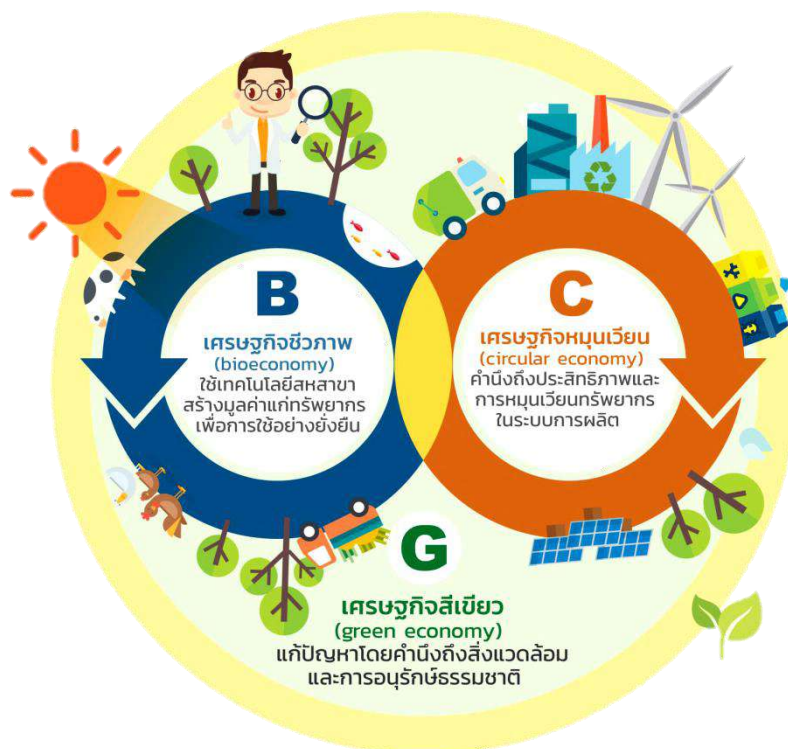 B
เศรษฐกิจชีวภาพ
(bioeconomy)
ใช้เทคโนโลยีสหสาขา
สร้างมูลค่าแก่ทรัพยากร
เพื่อการใช้อย่างยั่งยืน
C
เศรษฐกิจหมุนเวียน
(circular economy)
คำนึงถึงประสิทธิภาพและ
การหมุนเวียนทรัพยากร
ในระบบการผลิต
G
เศรษฐกิจสีเขียว
(green economy)
แก้ปัญหาโดยคำนึงถึงสิ่งแวดล้อม
และการอนุรักษ์ธรรมชาติ